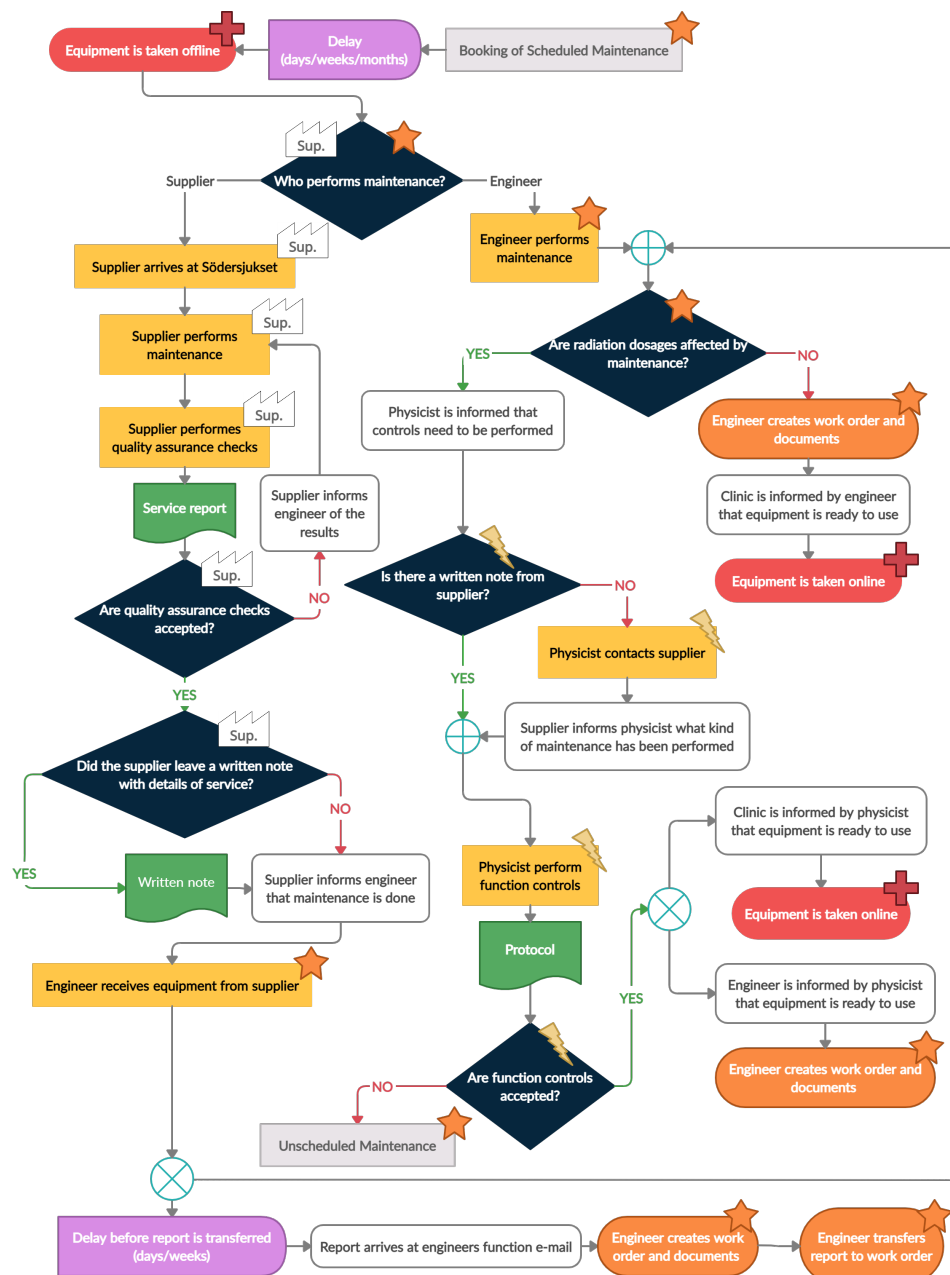 Equipment is taken offline
Delay
(days/weeks/months)
Booking of Scheduled Maintenance
Sup.
Who performs maintenance?
Supplier
Engineer
Sup.
Supplier arrives at Södersjukset
Engineer performs
maintenance
Sup.
Supplier performs
maintenance
Are radiation dosages affected by
maintenance?
YES
NO
Sup.
Supplier performes
quality assurance checks
Physicist is informed that
controls need to be performed
Engineer creates work order and
documents
Service report
Supplier informs
engineer of the
results
Clinic is informed by engineer
that equipment is ready to use
Sup.
Are quality assurance checks
accepted?
NO
Is there a written note from
supplier?
NO
Equipment is taken online
YES
YES
Physicist contacts supplier
Sup.
Did the supplier leave a written note
with details of service?
Supplier informs physicist what kind
of maintenance has been performed
NO
YES
Written note
Supplier informs engineer
that maintenance is done
Physicist perform
function controls
Clinic is informed by physicist
that equipment is ready to use
Equipment is taken online
Protocol
Engineer receives equipment from supplier
YES
Engineer is informed by physicist
that equipment is ready to use
Are function controls
accepted?
NO
Engineer creates work order and
documents
Unscheduled Maintenance
Delay before report is transferred
(days/weeks)
Report arrives at engineers function e-mail
Engineer creates work
order and documents
Engineer transfers
report to work order